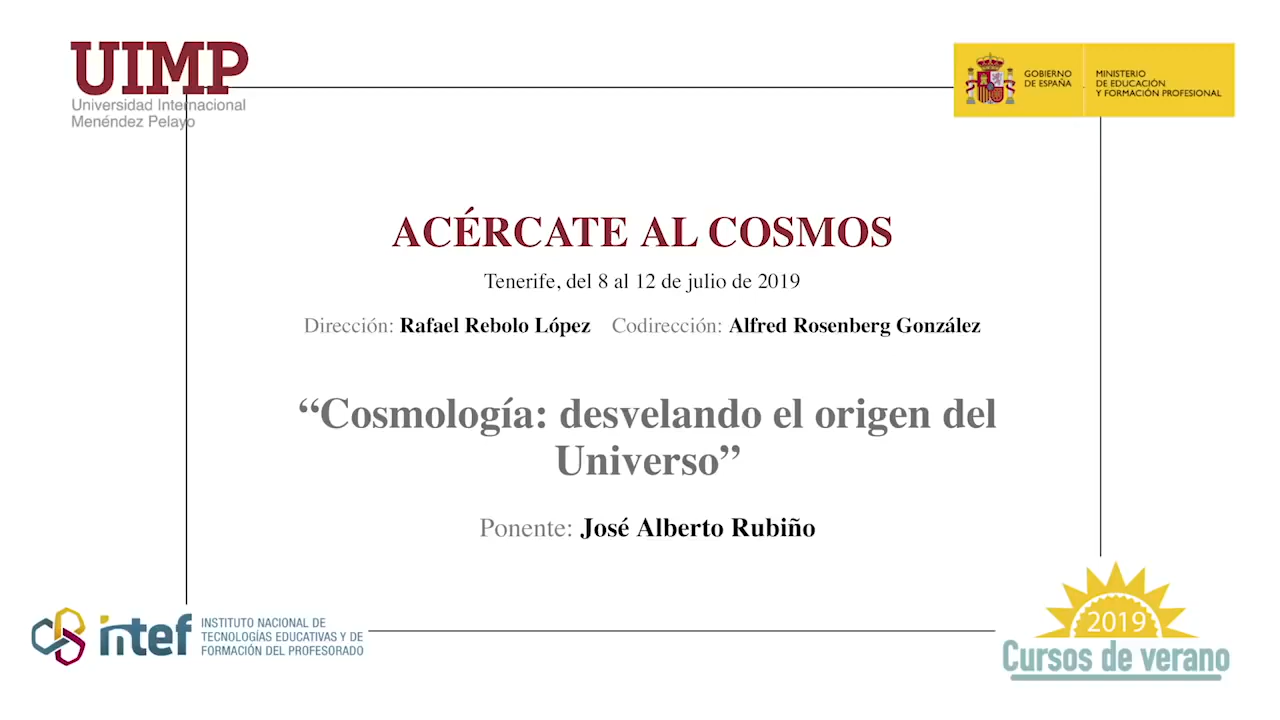 UIMP
Universidad Internacional
Menéndez Pelayo
GOBIERNO
DE ESPAÑA
MINISTERIO
DE EDUCACIÓN
Y FORMACIÓN PROFESIONAL
ACÉRCATE AL COSMOS
Tenerife, del 8 al 12 de julio de 2019
Dirección: Rafael Rebolo López Codirección: Alfred Rosenberg González
“Cosmología: desvelando el origen del
Universo”
Ponente: José Alberto Rubiño
intef
INSTITUTO NACIONAL DE
TECNOLOGÍAS EDUCATIVAS Y DE
FORMACIÓN DEL PROFESORADO
2019
Cursos de verano